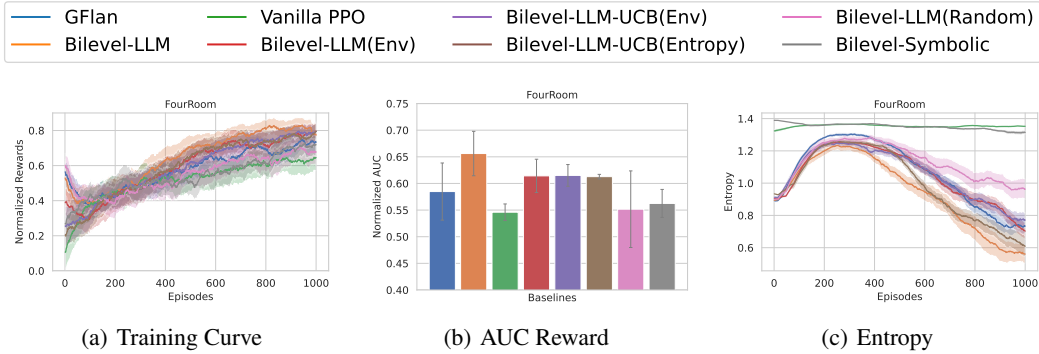 GFlan Vanilla PPO Bilevel-LLM-UCB(Env) Bilevel-LLM(Random)
Bilevel-LLM Bilevel-LLM(Env) Bilevel-LLM-UCB(Entropy) Bilevel-Symbolic
FourRoom
Normalized Rewards
0.8
0.6
0.4
0.2
0.0
0 200 400 600 800 1000
Episodes
(a) Training Curve
FourRoom
Normalized AUC
0.75
0.70
0.65
0.60
0.55
0.50
0.45
0.40
Baselines
(b) AUC Reward
FourRoom
Entropy
1.4
1.2
1.0
0.8
0.6
0 200 400 600 800 1000
Episodes
(c) Entropy